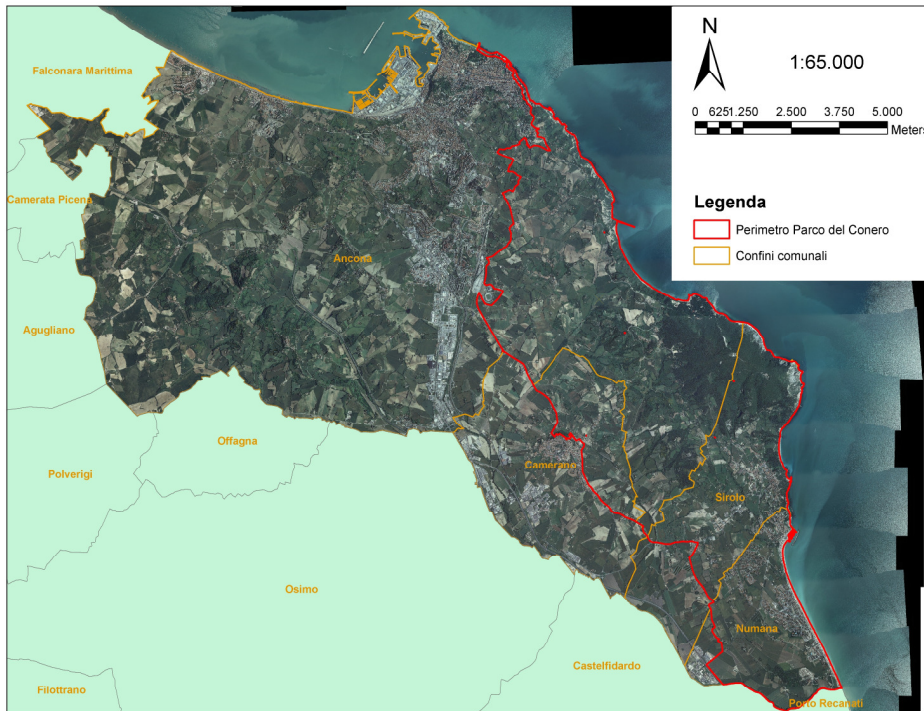 N
1:65.000
0 6251.250 2.500 3.750 5.000
Meters
Legenda
Perimetro Parco del Conero
Confini comunali
Falconara Marittima
Camerata Picena
Ancona
Agugliano
Offagna
Polverigi
Camerano
Sirolo
Osimo
Numana
Castelfidardo
Filottrano
Porto Recanati